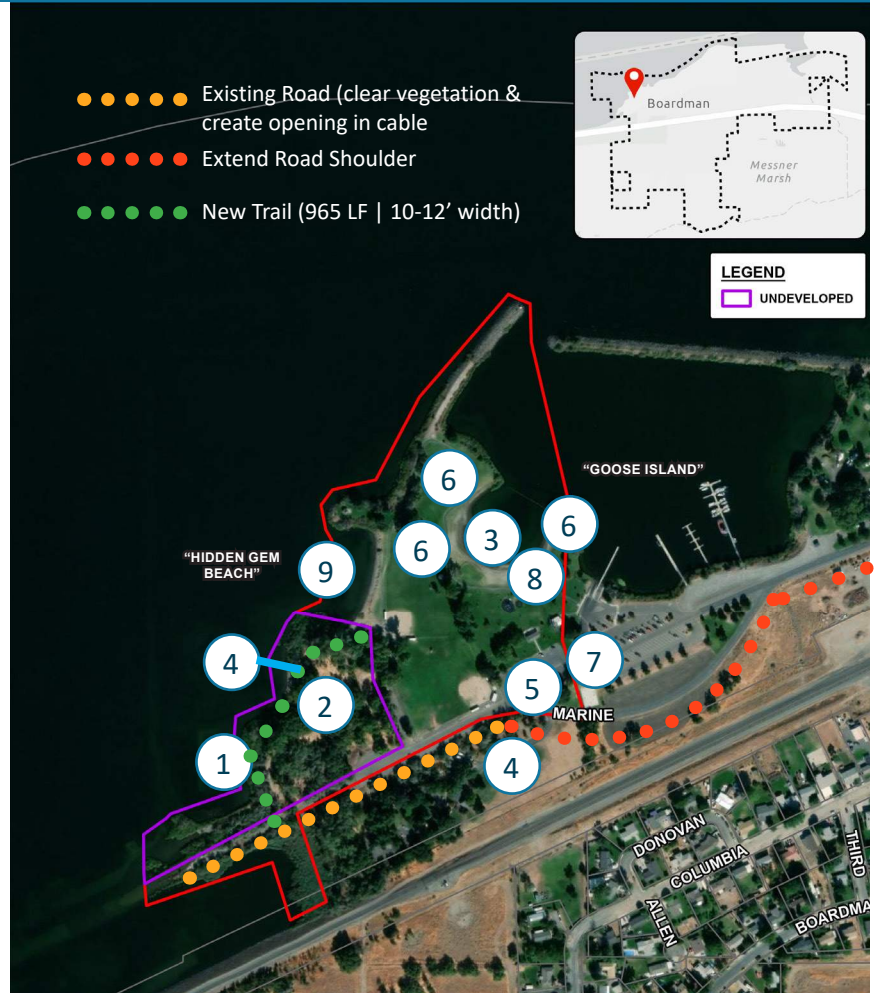 Existing Road (clear vegetation &
create opening in cable
Extend Road Shoulder
New Trail (965 LF | 10-12’ width)
Boardman
Messner
Marsh
LEGEND
UNDEVELOPED
"GOOSE ISLAND"
"HIDDEN GEM
BEACH"
6
6
3
6
8
9
4
2
1
5
7
MARINE
4
DONOVAN
COLUMBIA
ALLEN
THIRD
BOARDMA